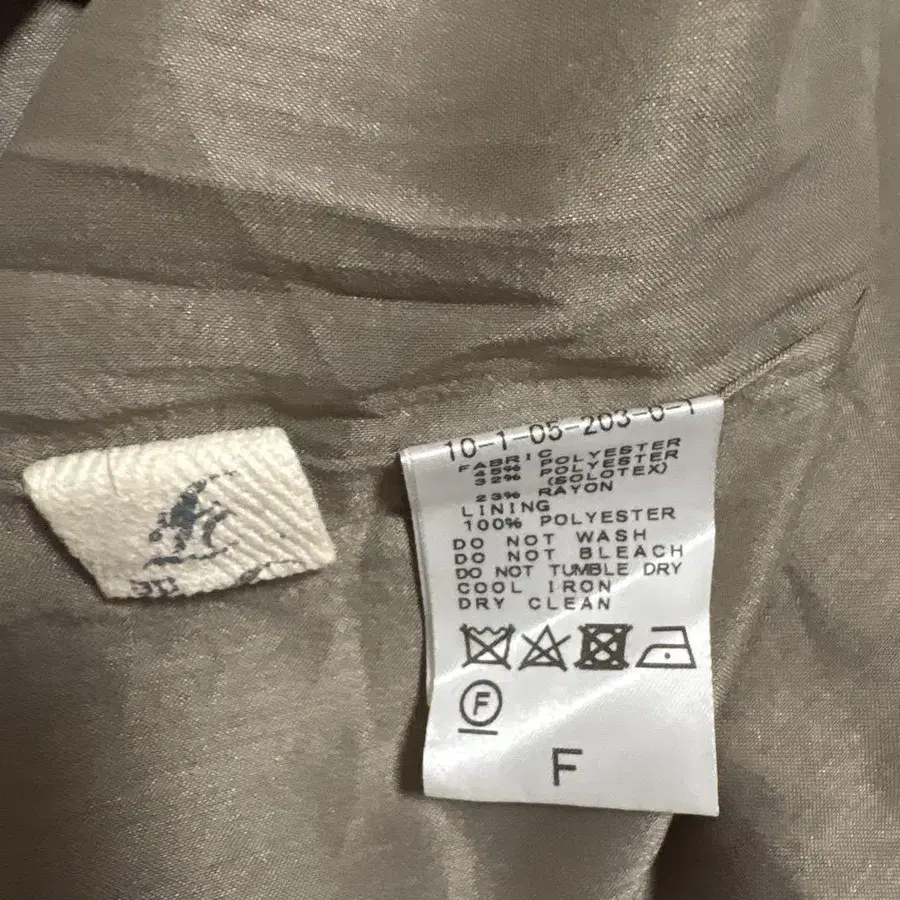 10-1-05-203-0-1
FABRIC
45% POLYESTER
32% POLYESTER
(SOLOTEX)
23% RAYON
LINING
100% POLYESTER
DO NOT WASH
DO NOT BLEACH
DO NOT TUMBLE DRY
COOL IRON
DRY CLEAN
F
F